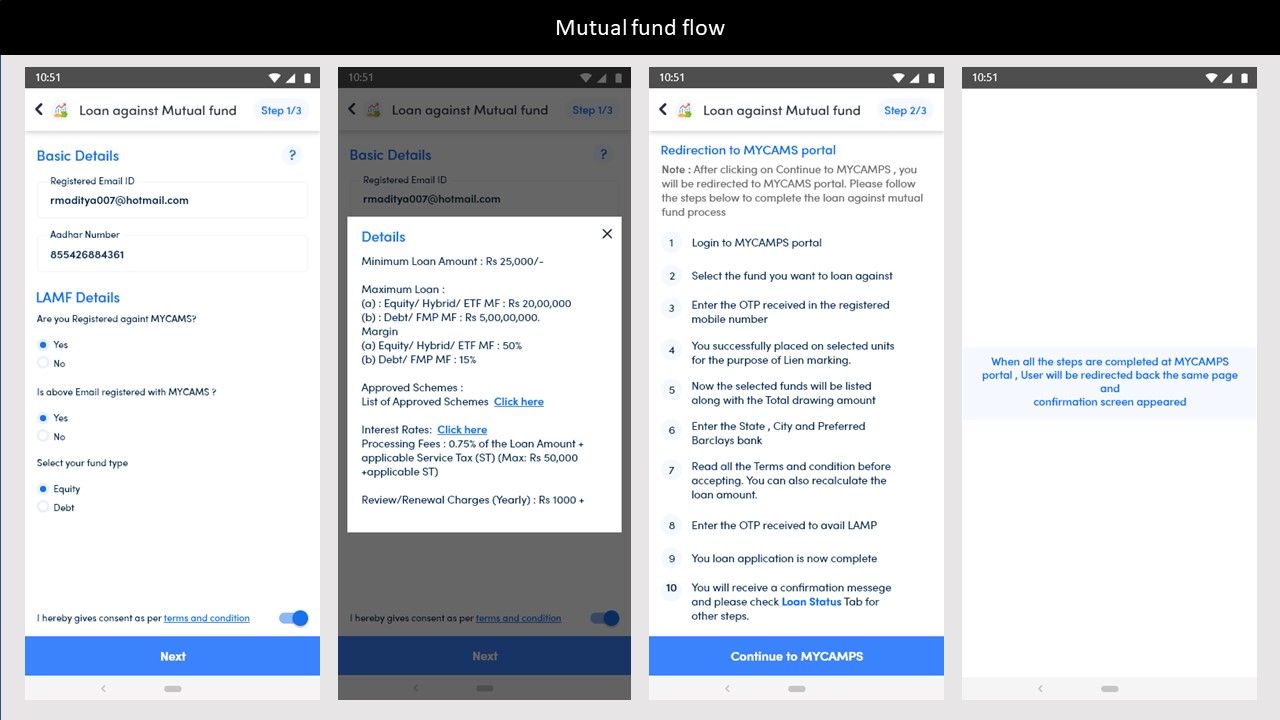 Mutual fund flow
10:51
Loan against Mutual fund
Step 1/3
Basic Details
?
Registered Email ID
rmaditya007@hotmail.com
Aadhar Number
855426884361
LAMF Details
Are you Registered againt MYCAMS?
Yes
No
Is above Email registered with MYCAMS ?
Yes
No
Select your fund type
Equity
Debt
I hereby gives consent as per terms and condition
Next
10:51
Loan against Mutual fund
Step 1/3
Basic Details
?
Registered Email ID
rmaditya007@hotmail.com
Details
Minimum Loan Amount : Rs 25,000/-
Maximum Loan :
(a) : Equity/ Hybrid/ ETF MF : Rs 20,00,000
(b) : Debt/ FMP MF : Rs 5,00,00,000.
Margin
(a) Equity/ Hybrid/ ETF MF : 50%
(b) Debt/ FMP MF : 15%
Approved Schemes :
List of Approved Schemes Click here
Interest Rates: Click here
Processing Fees : 0.75% of the Loan Amount +
applicable Service Tax (ST) (Max: Rs 50,000
+applicable ST)
Review/Renewal Charges (Yearly) : Rs 1000 +
I hereby gives consent as per terms and condition
Next
10:51
Loan against Mutual fund
Step 2/3
Redirection to MYCAMS portal
Note : After clicking on Continue to MYCAMPS , you
will be redirected to MYCAMS portal. Please follow
the steps below to complete the loan against mutual
fund process
1 Login to MYCAMPS portal
2 Select the fund you want to loan against
3 Enter the OTP received in the registered
mobile number
4 You successfully placed on selected units
for the purpose of Lien marking.
5 Now the selected funds will be listed
along with the Total drawing amount
6 Enter the State , City and Preferred
Barclays bank
7 Read all the Terms and condition before
accepting. You can also recalculate the
loan amount.
8 Enter the OTP received to avail LAMP
9 You loan application is now complete
10 You will receive a confirmation messege
and please check Loan Status Tab for
other steps.
Continue to MYCAMPS
10:51
When all the steps are completed at MYCAMPS
portal , User will be redirected back the same page
and
confirmation screen appeared